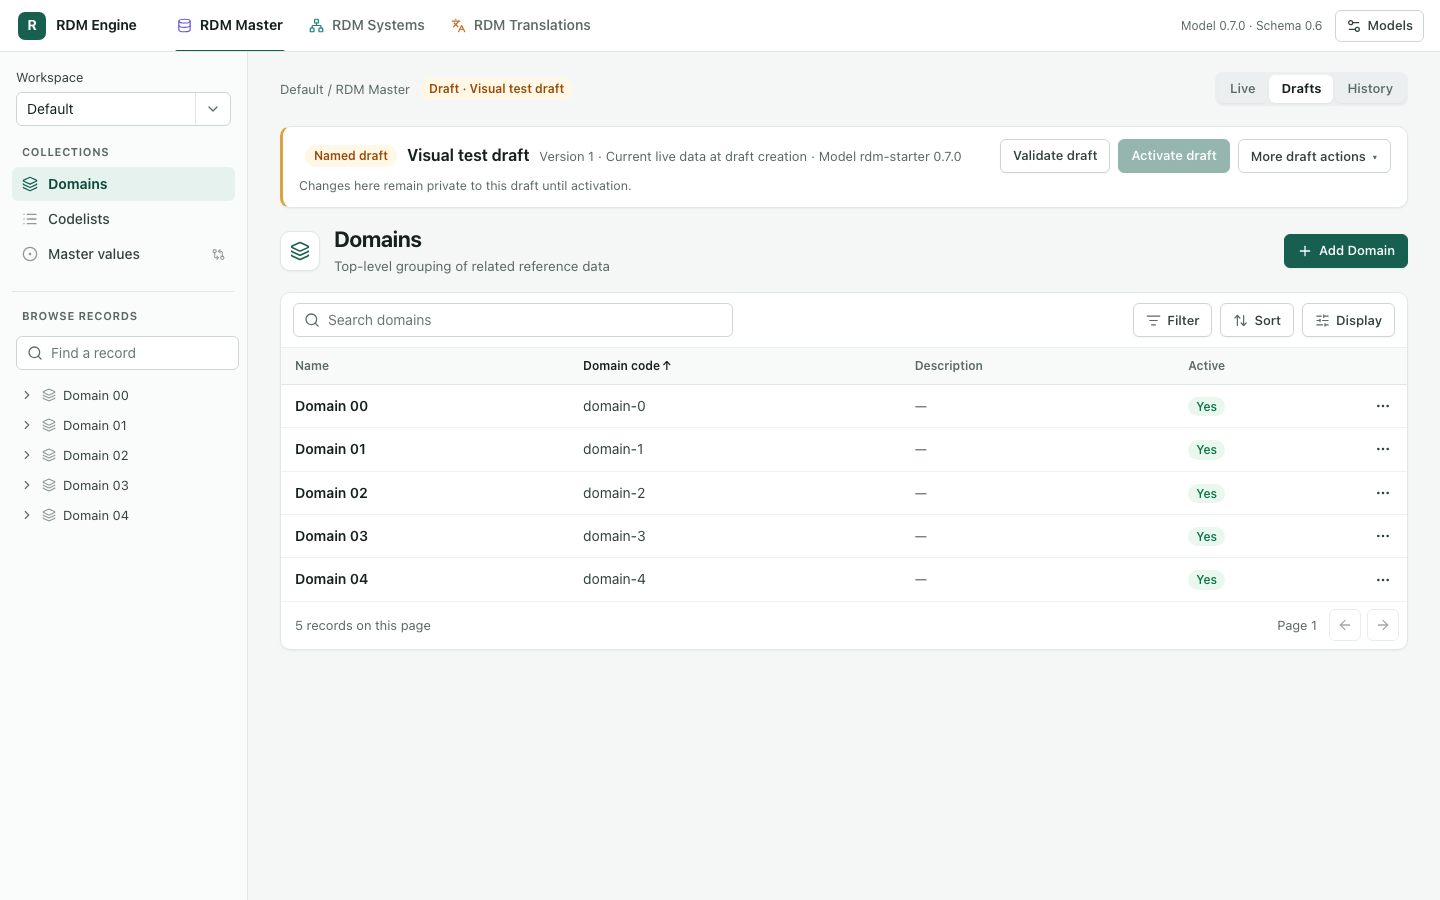 R RDM Engine RDM Master RDM Systems RDM Translations Model 0.7.0 · Schema 0.6 Models
Workspace
Default
COLLECTIONS
Domains
Codelists
Master values
BROWSE RECORDS
Find a record
Domain 00
Domain 01
Domain 02
Domain 03
Domain 04
Default / RDM Master Draft · Visual test draft Live Drafts History
Named draft Visual test draft Version 1 · Current live data at draft creation · Model rdm-starter 0.7.0 Validate draft Activate draft More draft actions
Changes here remain private to this draft until activation.
Domains
Top-level grouping of related reference data
Add Domain
Search domains Filter Sort Display
Name Domain code ↑ Description Active
Domain 00 domain-0 — Yes
Domain 01 domain-1 — Yes
Domain 02 domain-2 — Yes
Domain 03 domain-3 — Yes
Domain 04 domain-4 — Yes
5 records on this page Page 1